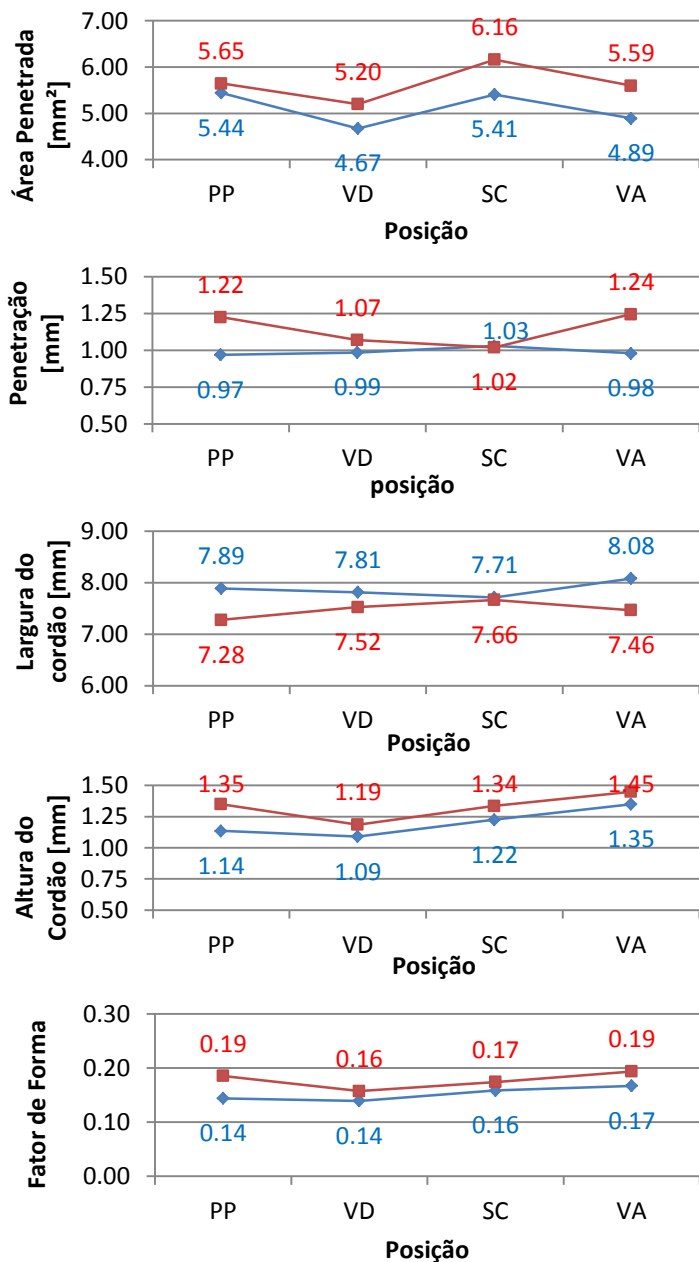 Área Penetrada
[mm²]
7.00
6.00
5.00
4.00
5.65
5.20
6.16
5.59
5.44
4.67
5.41
4.89
PP
VD
SC
VA
Posição
Penetração
[mm]
1.50
1.25
1.00
0.75
0.50
1.22
1.07
1.03
1.24
0.97
0.99
1.02
0.98
PP
VD
SC
VA
posição
Largura do
cordão [mm]
9.00
8.00
7.00
6.00
7.89
7.81
7.71
8.08
7.28
7.52
7.66
7.46
PP
VD
SC
VA
Posição
Altura do
Cordão [mm]
1.50
1.25
1.00
0.75
0.50
1.35
1.19
1.34
1.45
1.14
1.09
1.22
1.35
PP
VD
SC
VA
Posição
Fator de Forma
0.30
0.20
0.10
0.00
0.19
0.16
0.17
0.19
0.14
0.14
0.16
0.17
PP
VD
SC
VA
Posição